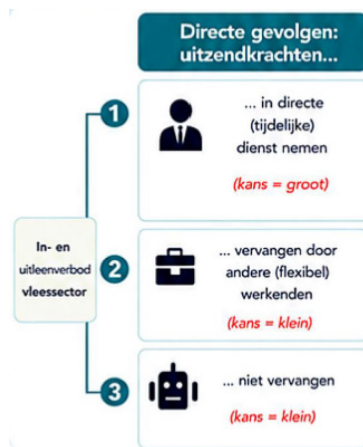 Directe gevolgen:
uitzendkrachten...
1
... in directe
(tijdelijke)
dienst nemen
(kans = groot)
In- en
uitleenverbod
vleessector
2
... vervangen door
andere (flexibel)
werkenden
(kans = klein)
3
... niet vervangen
(kans = klein)